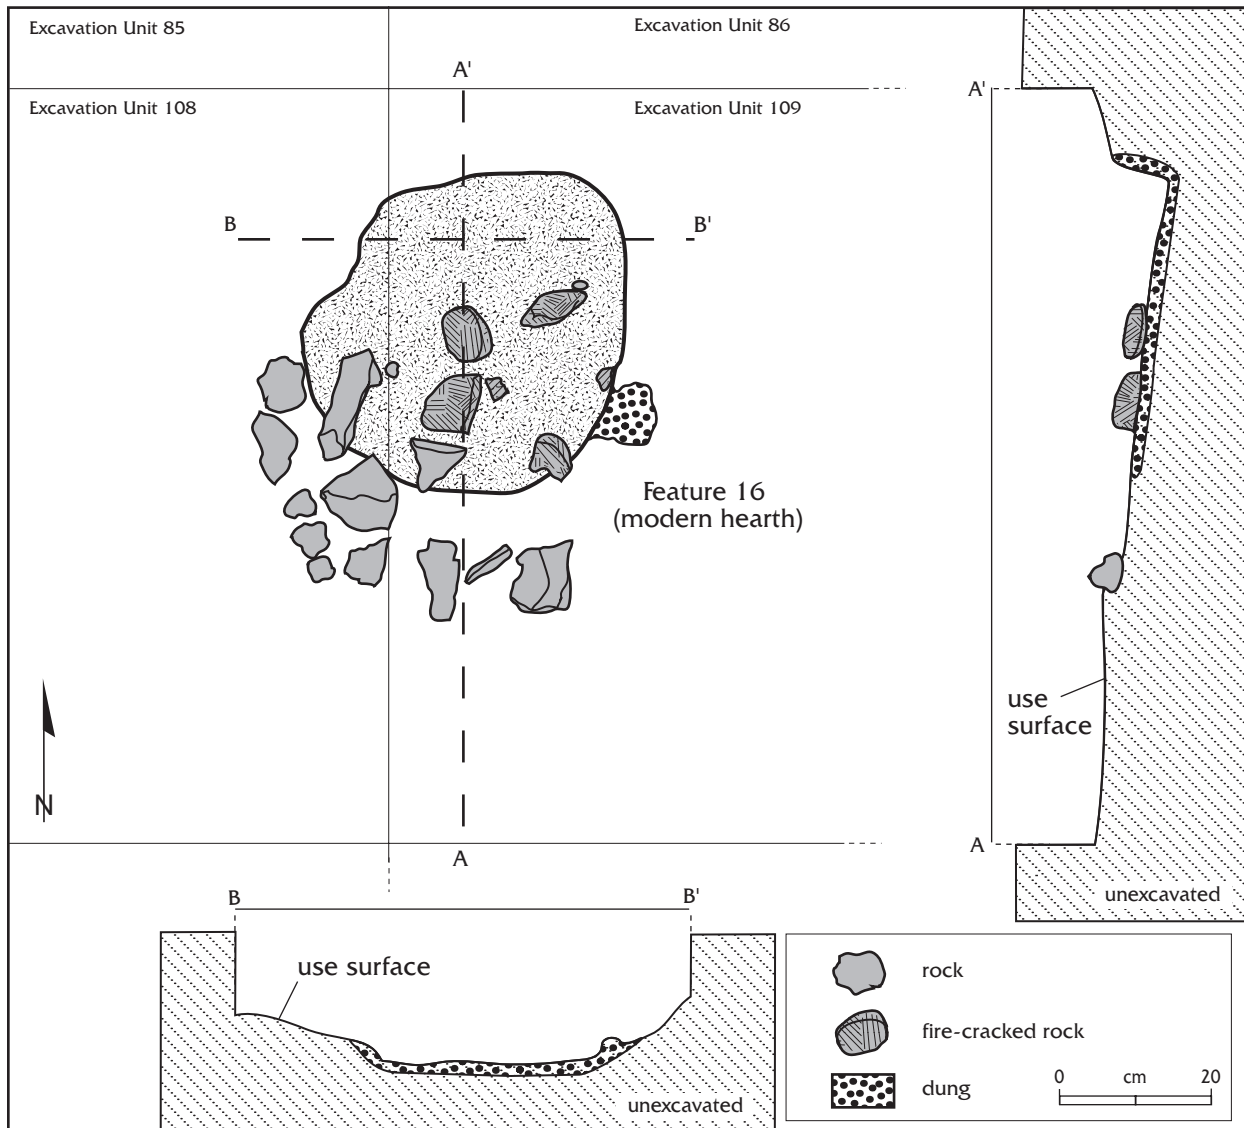 Excavation Unit 85
Excavation Unit 86
A'
Excavation Unit 108
Excavation Unit 109
A'
B
B'
Feature 16
(modern hearth)
use
surface
N
A
A
B
B'
unexcavated
use surface
unexcavated
rock
fire-cracked rock
dung
0 cm 20